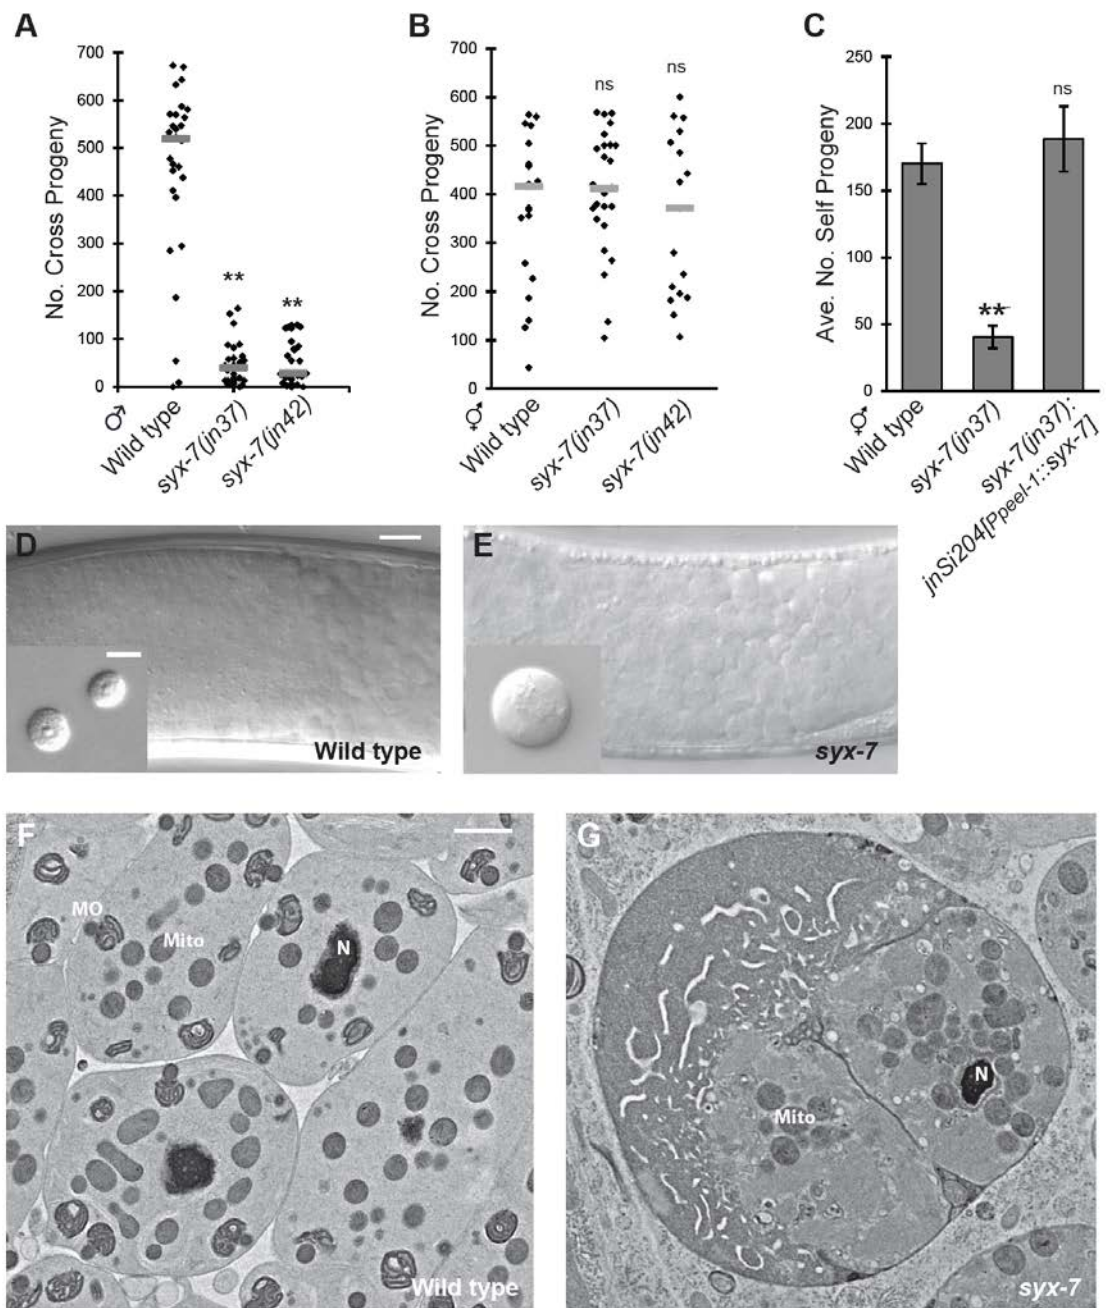 A
No. Cross Progeny
700
600
500
400
300
200
100
0
**
**
♂
Wild type
syx-7(jn37)
syx-7(jn42)
B
No. Cross Progeny
700
600
500
400
300
200
100
0
ns
ns
⚥
Wild type
syx-7(jn37)
syx-7(jn42)
C
Ave. No. Self Progeny
250
200
150
100
50
0
**
ns
⚥
Wild type
syx-7(jn37)
syx-7(jn37);
jnSi204[Ppeel-1::syx-7]
D
Wild type
E
syx-7
F
MO
Mito
N
Wild type
G
N
Mito
syx-7